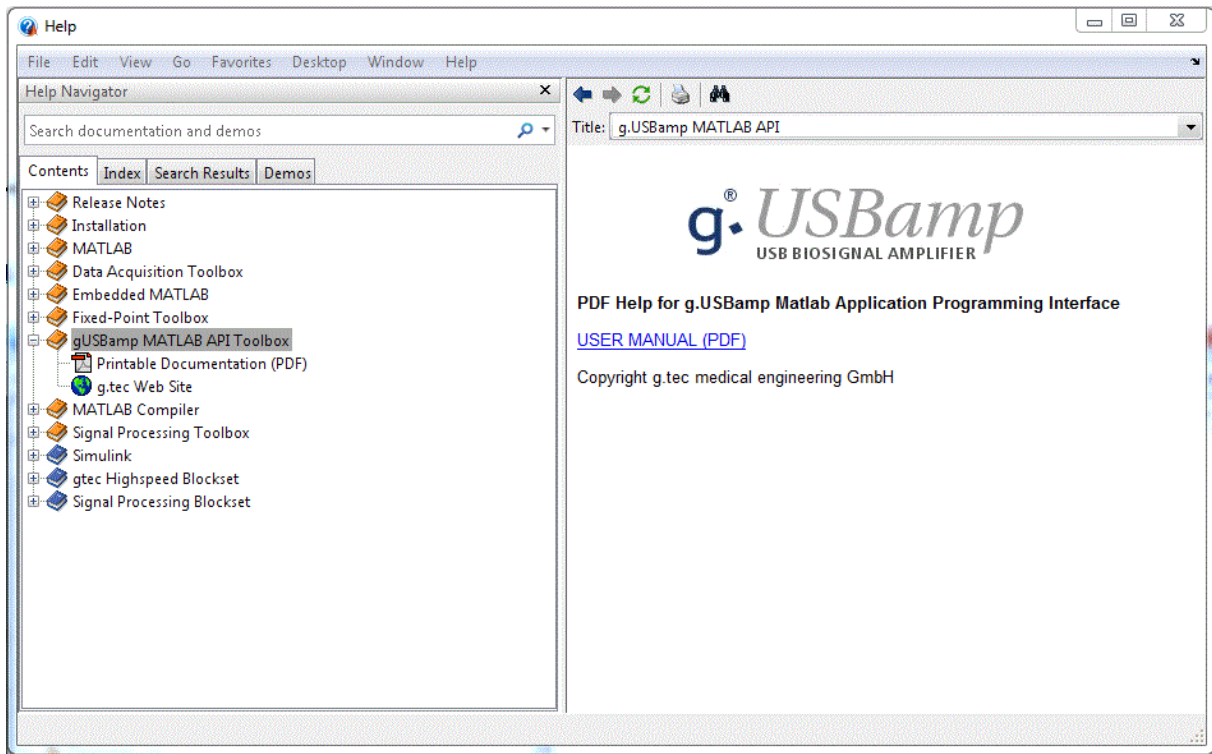 Help
File Edit View Go Favorites Desktop Window Help
Help Navigator
Search documentation and demos
Contents Index Search Results Demos
Release Notes
Installation
MATLAB
Data Acquisition Toolbox
Embedded MATLAB
Fixed-Point Toolbox
gUSBamp MATLAB API Toolbox
Printable Documentation (PDF)
g.tec Web Site
MATLAB Compiler
Signal Processing Toolbox
Simulink
gtec Highspeed Blockset
Signal Processing Blockset
Title: g.USBamp MATLAB API
g.® USBamp
USB BIOSIGNAL AMPLIFIER
PDF Help for g.USBamp Matlab Application Programming Interface
USER MANUAL (PDF)
Copyright g.tec medical engineering GmbH